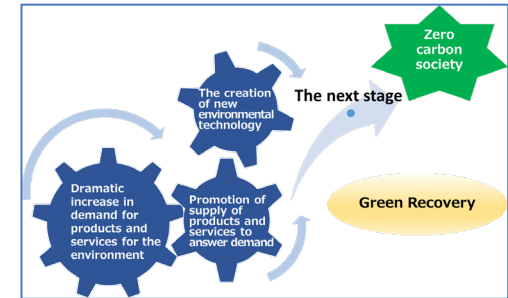 Zero
carbon
society
The next stage
The creation
of new
environmental
technology
Dramatic
increase in
demand for
products and
services for the
environment
Promotion of
supply of
products and
services to
answer demand
Green Recovery